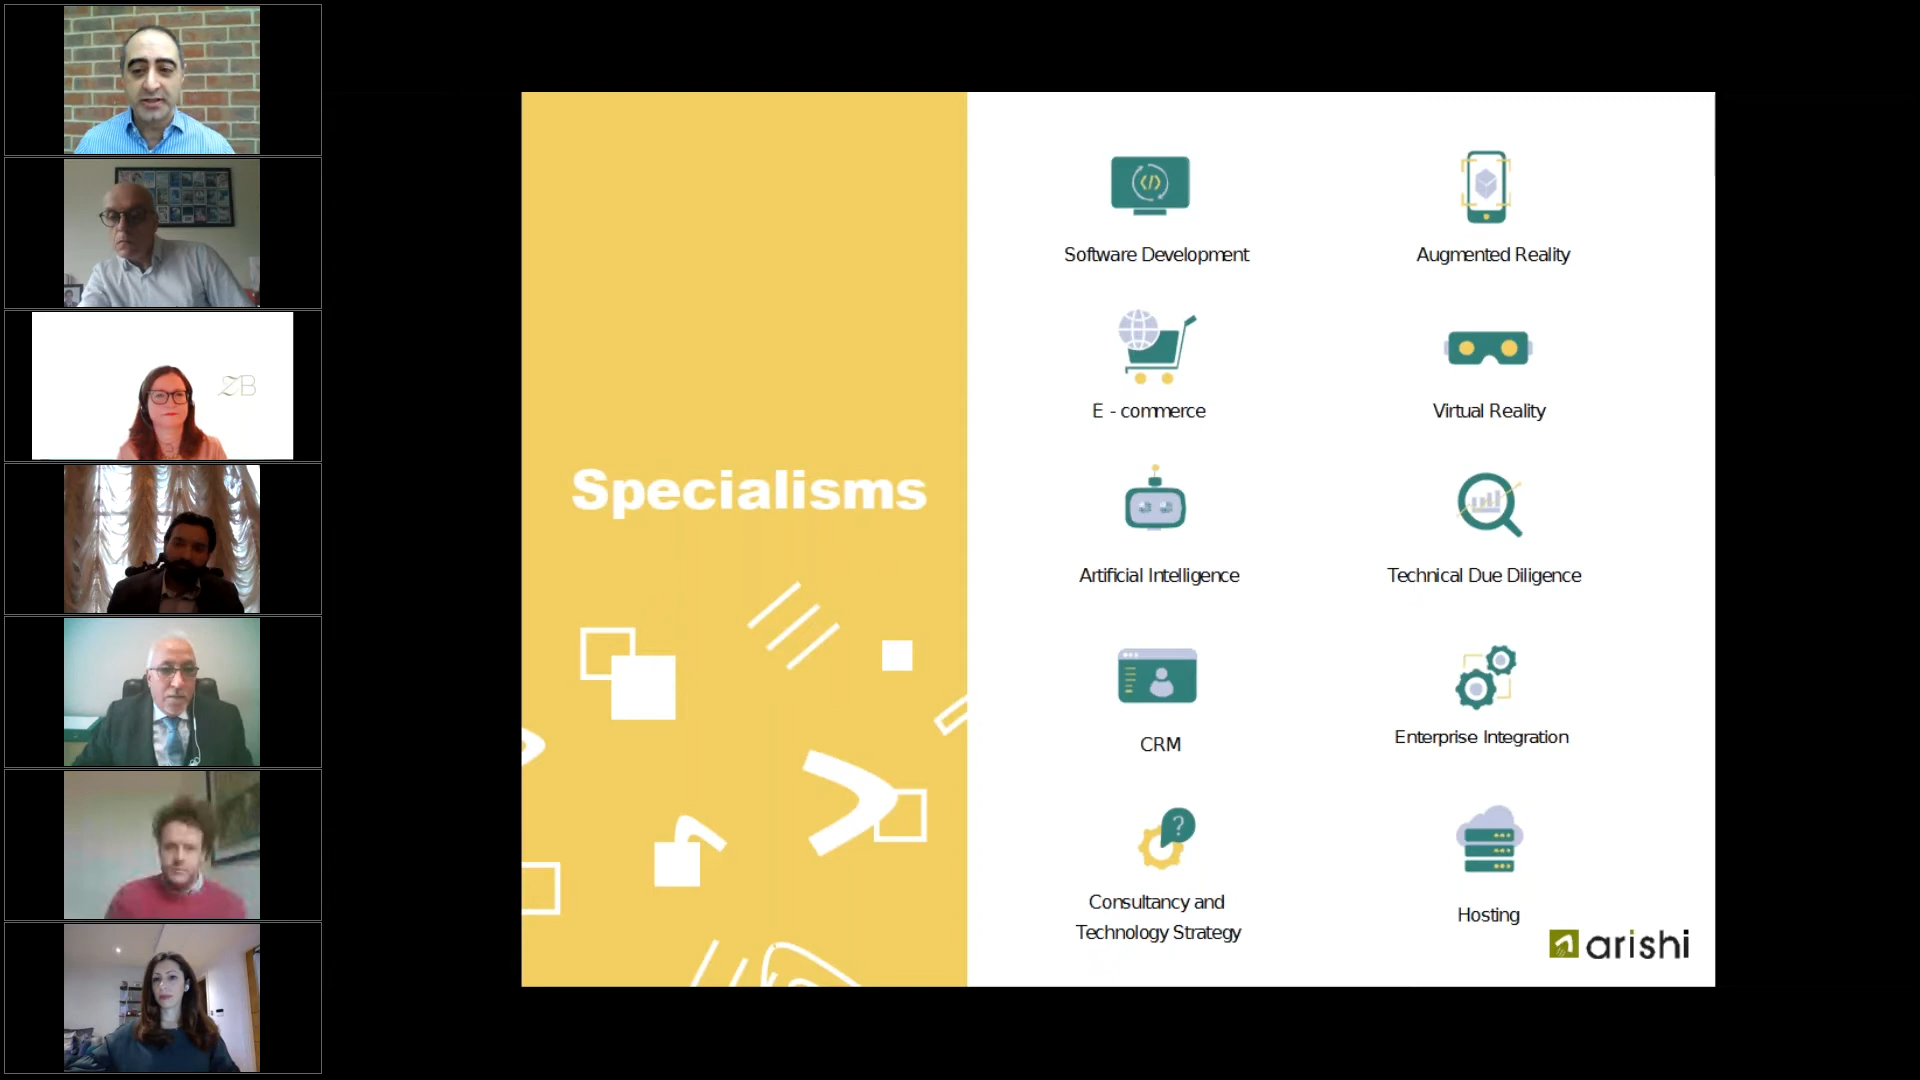 ZB
Specialisms
</>
Software Development
Augmented Reality
E - commerce
Virtual Reality
Artificial Intelligence
Technical Due Diligence
CRM
Enterprise Integration
?
Consultancy and
Technology Strategy
Hosting
arishi